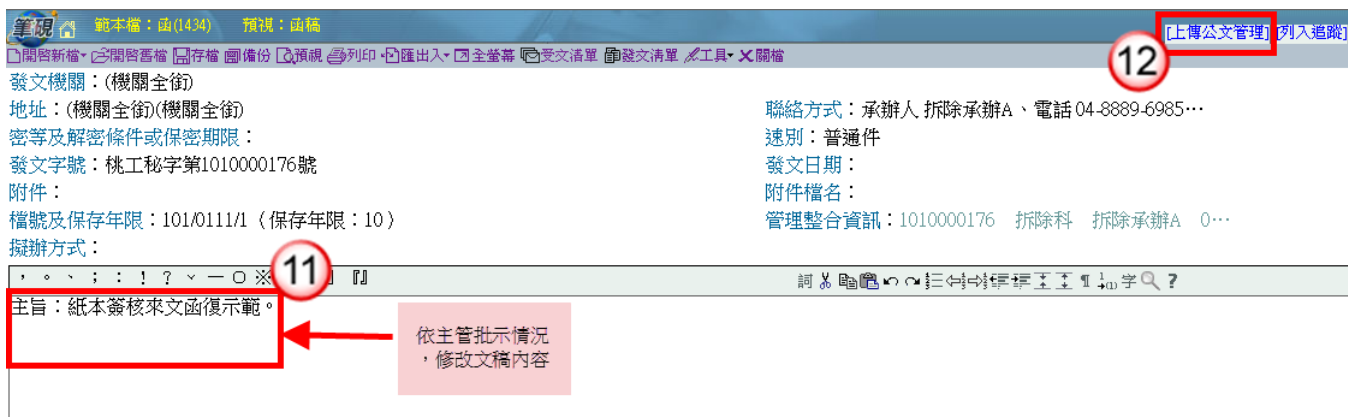 筆硯 範本檔：函(1434) 預視：函稿
[上傳公文管理] [列入追蹤]
12
開啓新檔 開啓舊檔 存檔 備份 預視 列印 匯出入 全螢幕 受文清單 發文清單 工具 關檔
發文機關：(機關全銜)
地址：(機關全銜)(機關全銜) 聯絡方式：承辦人 拆除承辦A、電話 04-8889-6985…
密等及解密條件或保密期限： 速別：普通件
發文字號：桃工秘字第1010000176號 發文日期：
附件： 附件檔名：
檔號及保存年限：101/0111/1（保存年限：10） 管理整合資訊：1010000176 拆除科 拆除承辦A 0…
擬辦方式：
11
，。、；：！？ˇ—○※ 『』 詞 字 ?
主旨：紙本簽核來文函復示範。
依主管批示情況
，修改文稿內容